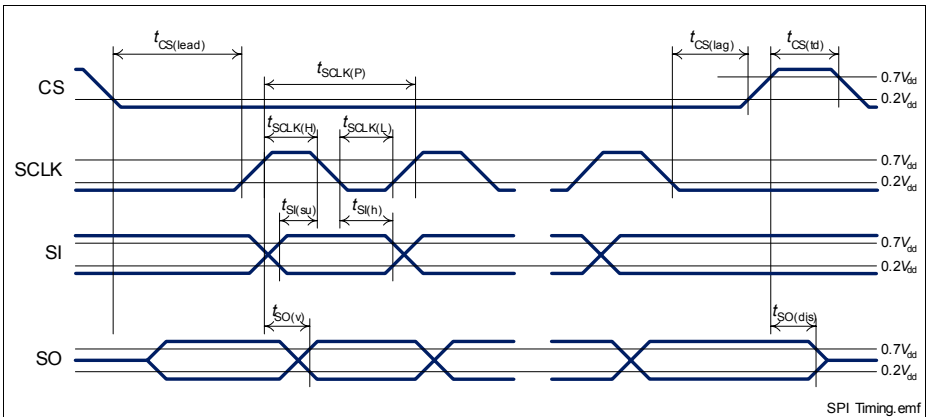 tCS(lead) tCS(lag) tCS(td)
tSCLK(P)
CS 0.7Vdd
0.2Vdd
tSCLK(H) tSCLK(L)
SCLK 0.7Vdd
0.2Vdd
tSI(su) tSI(h)
SI 0.7Vdd
0.2Vdd
tSO(v) tSO(dis)
SO 0.7Vdd
0.2Vdd
SPI Timing.emf